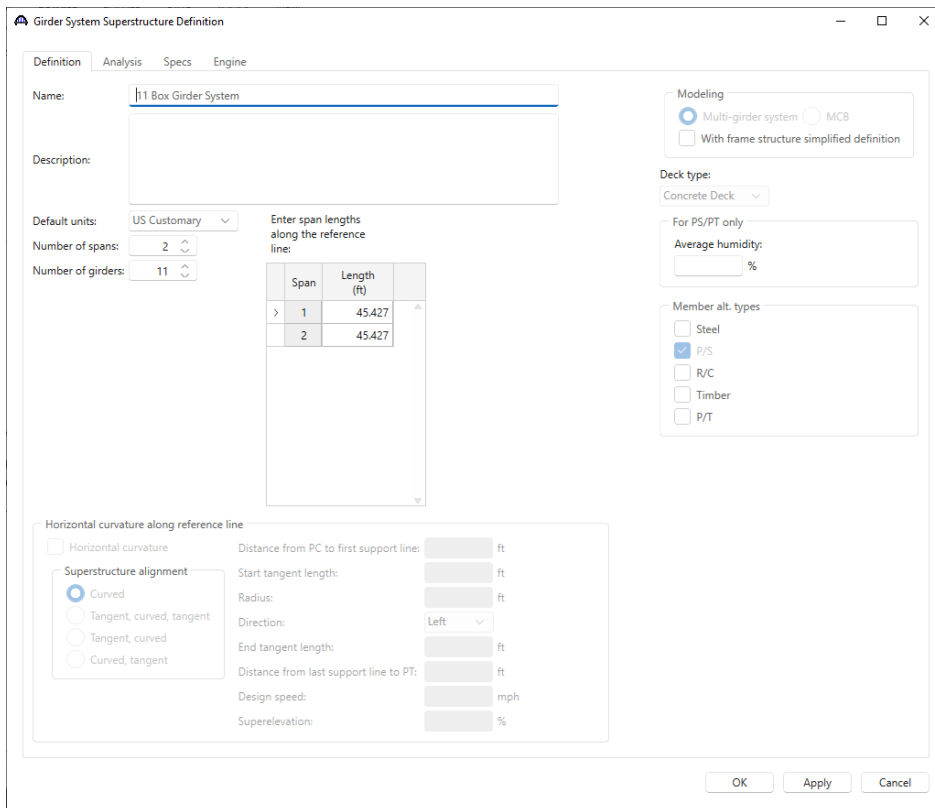 Girder System Superstructure Definition
Definition Analysis Specs Engine
Name: 11 Box Girder System
Description:
Default units: US Customary
Number of spans: 2
Number of girders: 11
Enter span lengths
along the reference
line:
Span Length
(ft)
1 45.427
2 45.427
Modeling
Multi-girder system MCB
With frame structure simplified definition
Deck type:
Concrete Deck
For PS/PT only
Average humidity:
%
Member alt. types
Steel
P/S
R/C
Timber
P/T
Horizontal curvature along reference line
Horizontal curvature
Superstructure alignment
Curved
Tangent, curved, tangent
Tangent, curved
Curved, tangent
Distance from PC to first support line: ft
Start tangent length: ft
Radius: ft
Direction: Left
End tangent length: ft
Distance from last support line to PT: ft
Design speed: mph
Superelevation: %
OK Apply Cancel